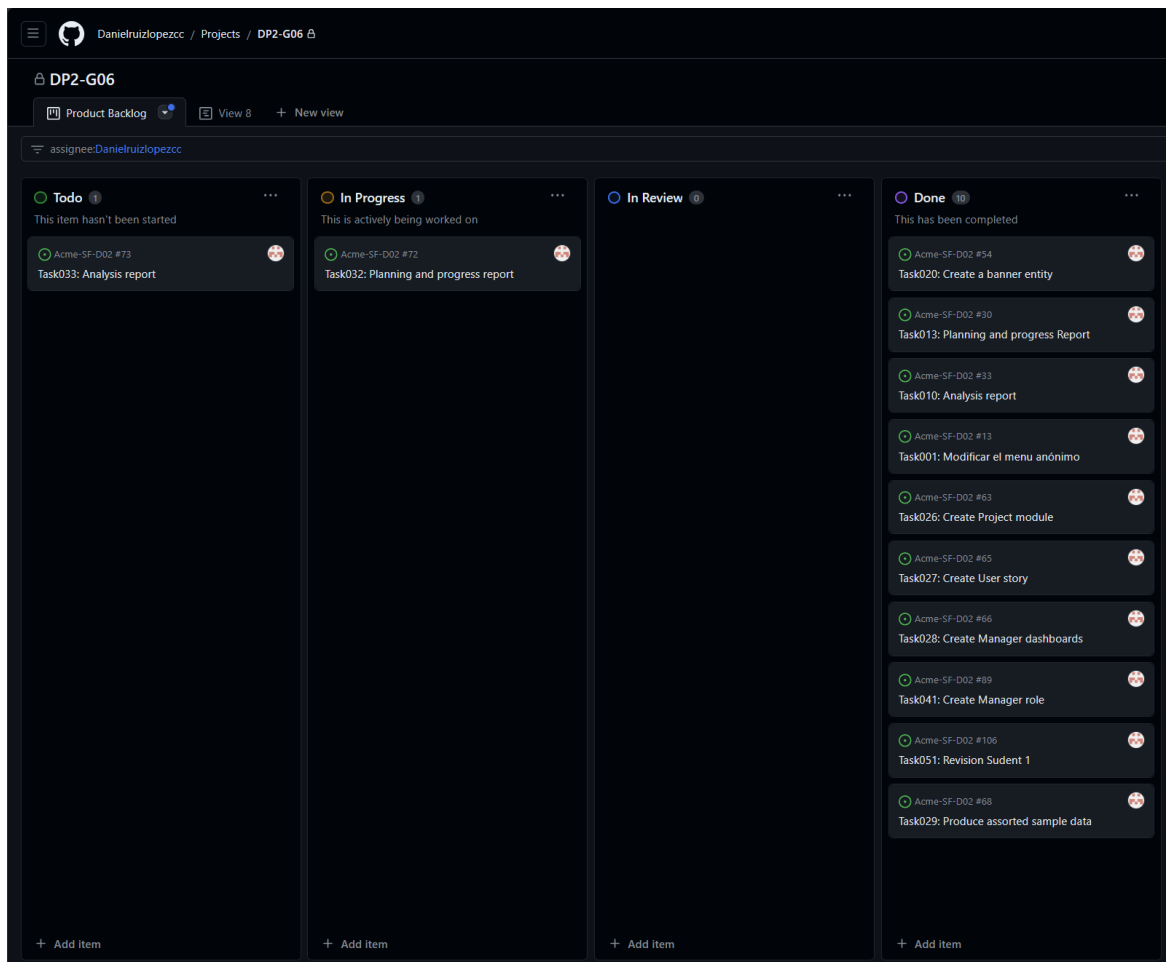 Danielruizlopezcc / Projects / DP2-G06
DP2-G06
Product Backlog
View 8
+ New view
assignee:Danielruizlopezcc
Todo 1
This item hasn't been started
Acme-SF-D02 #73
Task033: Analysis report
+ Add item
In Progress 1
This is actively being worked on
Acme-SF-D02 #72
Task032: Planning and progress report
+ Add item
In Review 0
+ Add item
Done 10
This has been completed
Acme-SF-D02 #54
Task020: Create a banner entity
Acme-SF-D02 #30
Task013: Planning and progress Report
Acme-SF-D02 #33
Task010: Analysis report
Acme-SF-D02 #13
Task001: Modificar el menu anónimo
Acme-SF-D02 #63
Task026: Create Project module
Acme-SF-D02 #65
Task027: Create User story
Acme-SF-D02 #66
Task028: Create Manager dashboards
Acme-SF-D02 #89
Task041: Create Manager role
Acme-SF-D02 #106
Task051: Revision Sudent 1
Acme-SF-D02 #68
Task029: Produce assorted sample data
+ Add item